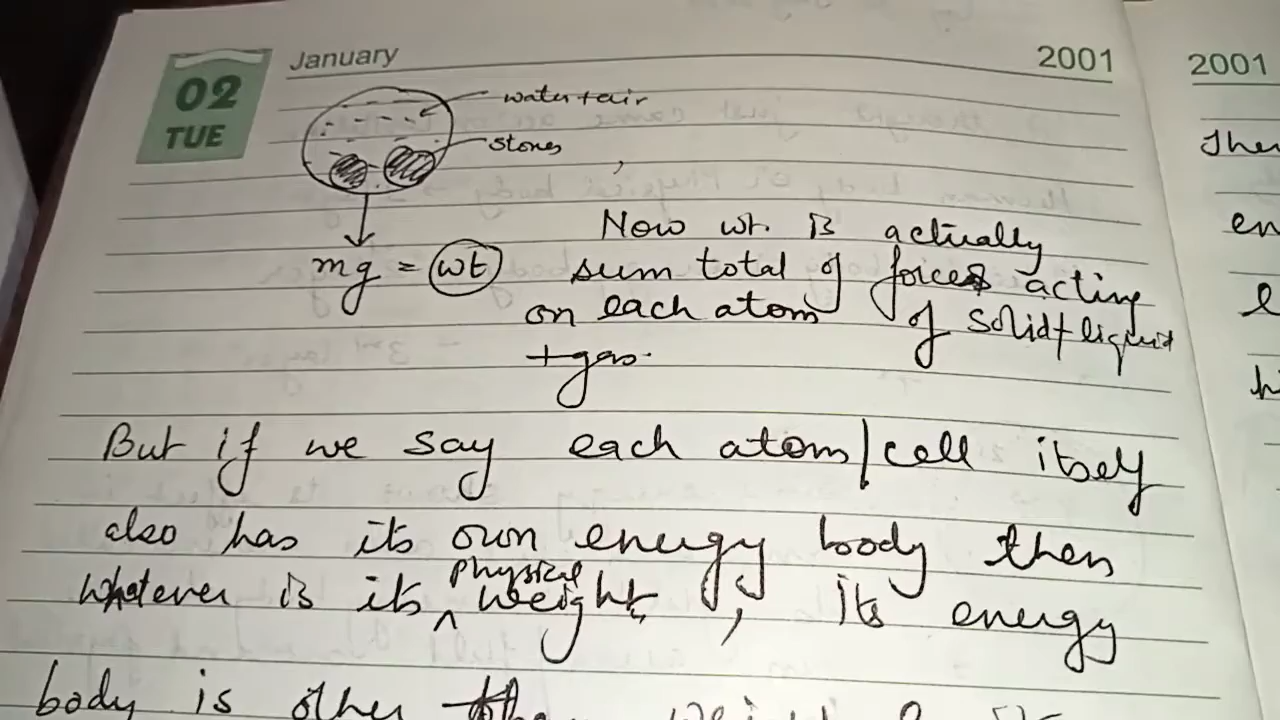 January
2001
02
TUE
water+air
stones
mg = wt
Now wt. is actually
sum total of forces acting
on each atom of solid+liquid
+gas.
But if we say each atom/cell itself
also has its own energy body then
whatever is its physical weight, its energy
body is other
2001